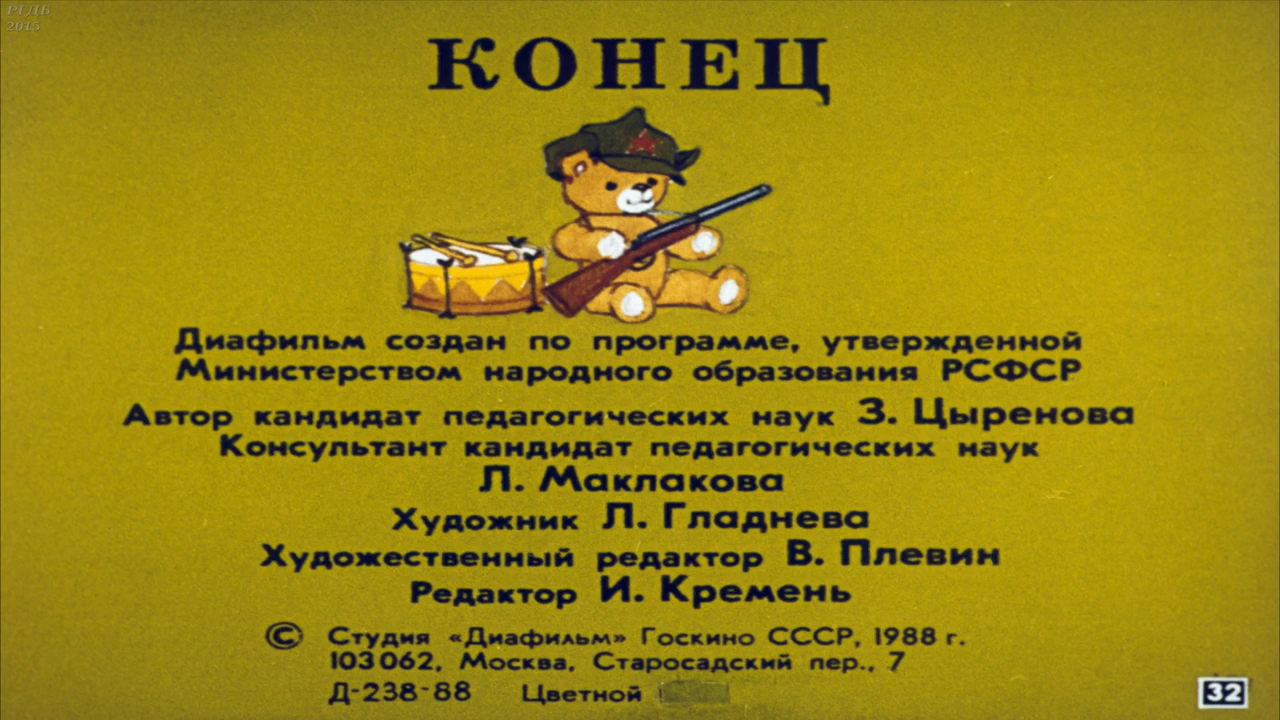 РГДБ
2015
КОНЕЦ
Диафильм создан по программе, утвержденной
Министерством народного образования РСФСР
Автор кандидат педагогических наук З. Цыренова
Консультант кандидат педагогических наук
Л. Маклакова
Художник Л. Гладнева
Художественный редактор В. Плевин
Редактор И. Кремень
© Студия «Диафильм» Госкино СССР, 1988 г.
103062, Москва, Старосадский пер., 7
Д-238-88 Цветной
32